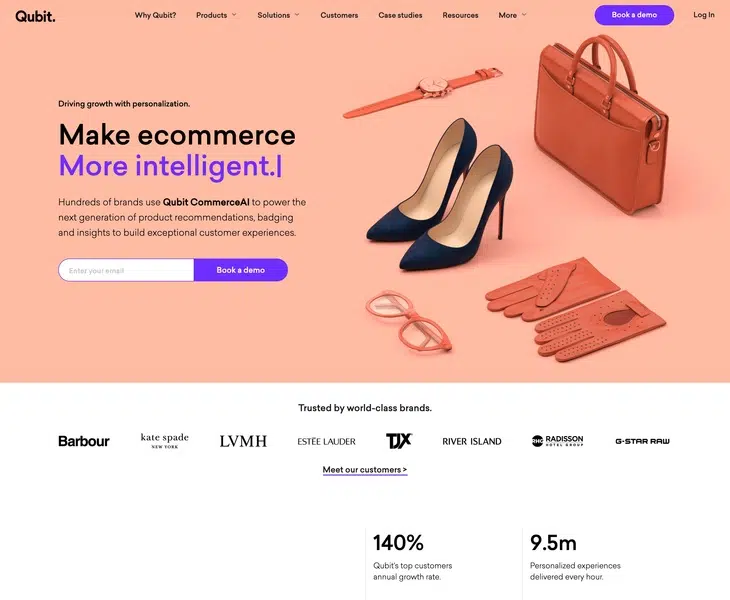 Qubit.
Why Qubit?
Products
Solutions
Customers
Case studies
Resources
More
Book a demo
Log In
Driving growth with personalization.
Make ecommerce
More intelligent.
Hundreds of brands use Qubit CommerceAI to power the
next generation of product recommendations, badging
and insights to build exceptional customer experiences.
Enter your email
Book a demo
Trusted by world-class brands.
Barbour
kate spade
NEW YORK
LVMH
ESTÉE LAUDER
TJX
RIVER ISLAND
RHG
RADISSON
HOTEL GROUP
G-STAR RAW
Meet our customers >
140%
Qubit's top customers
annual growth rate.
9.5m
Personalized experiences
delivered every hour.